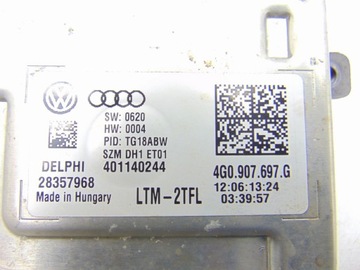 SW: 0620
HW: 0004
PID: TG18ABW
SZM DH1 ET01
DELPHI 401140244
28357968
Made in Hungary
LTM-2TFL
4G0.907.697.G
12:06:13:24
03:39:57